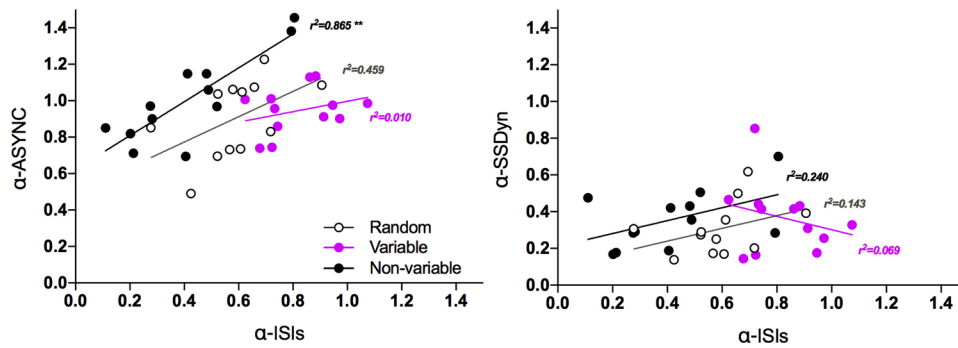 α-ASYNC
1.4
1.2
1.0
0.8
0.6
0.4
0.2
0.0
r²=0.865 **
r²=0.459
r²=0.010
Random
Variable
Non-variable
0.0 0.2 0.4 0.6 0.8 1.0 1.2 1.4
α-ISIs
α-SSDyn
1.4
1.2
1.0
0.8
0.6
0.4
0.2
0.0
r²=0.240
r²=0.143
r²=0.069
0.0 0.2 0.4 0.6 0.8 1.0 1.2 1.4
α-ISIs